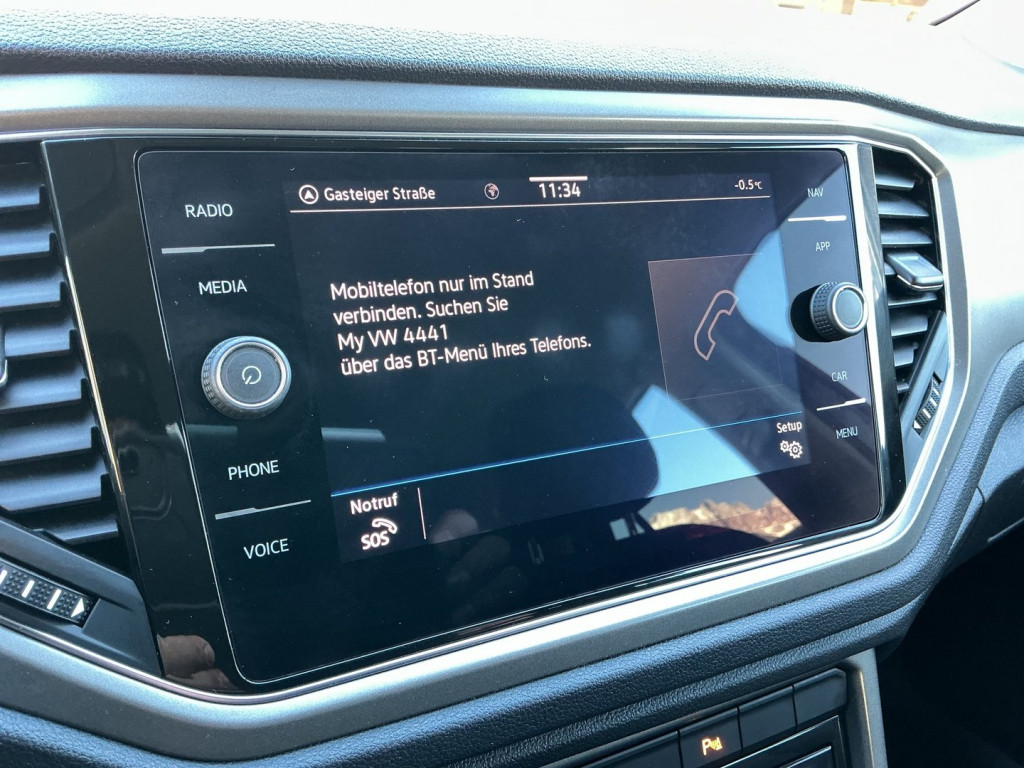 Gasteiger Straße
11:34
-0.5°C
RADIO
MEDIA
PHONE
VOICE
Mobiltelefon nur im Stand
verbinden. Suchen Sie
My VW 4441
über das BT-Menü Ihres Telefons.
Setup
Notruf
SOS
NAV
APP
CAR
MENU
P